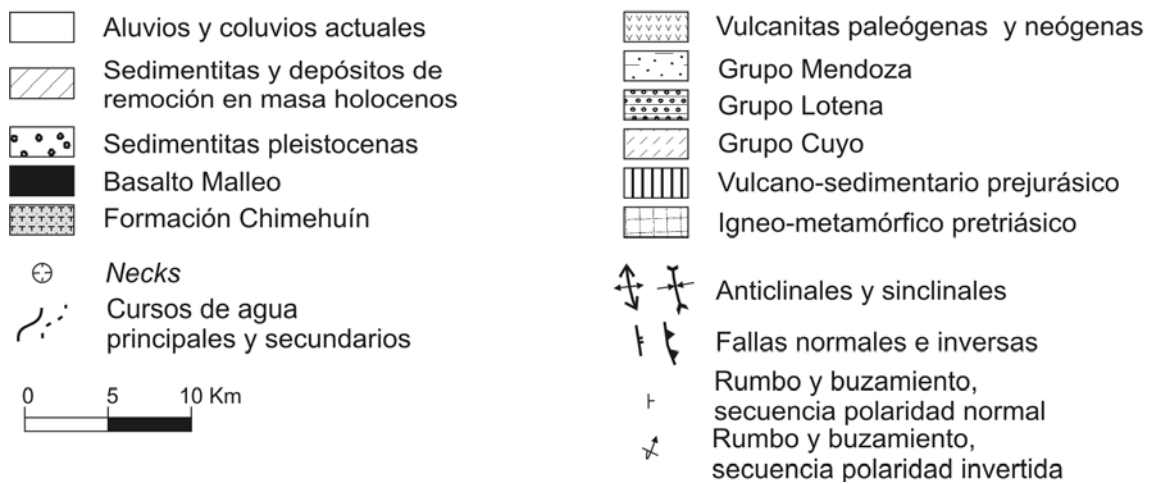 Aluvios y coluvios actuales
Sedimentitas y depósitos de
remoción en masa holocenos
Sedimentitas pleistocenas
Basalto Malleo
Formación Chimehuín
Necks
Cursos de agua
principales y secundarios
0 5 10 Km
Vulcanitas paleógenas y neógenas
Grupo Mendoza
Grupo Lotena
Grupo Cuyo
Vulcano-sedimentario prejurásico
Igneo-metamórfico pretriásico
Anticlinales y sinclinales
Fallas normales e inversas
Rumbo y buzamiento,
secuencia polaridad normal
Rumbo y buzamiento,
secuencia polaridad invertida